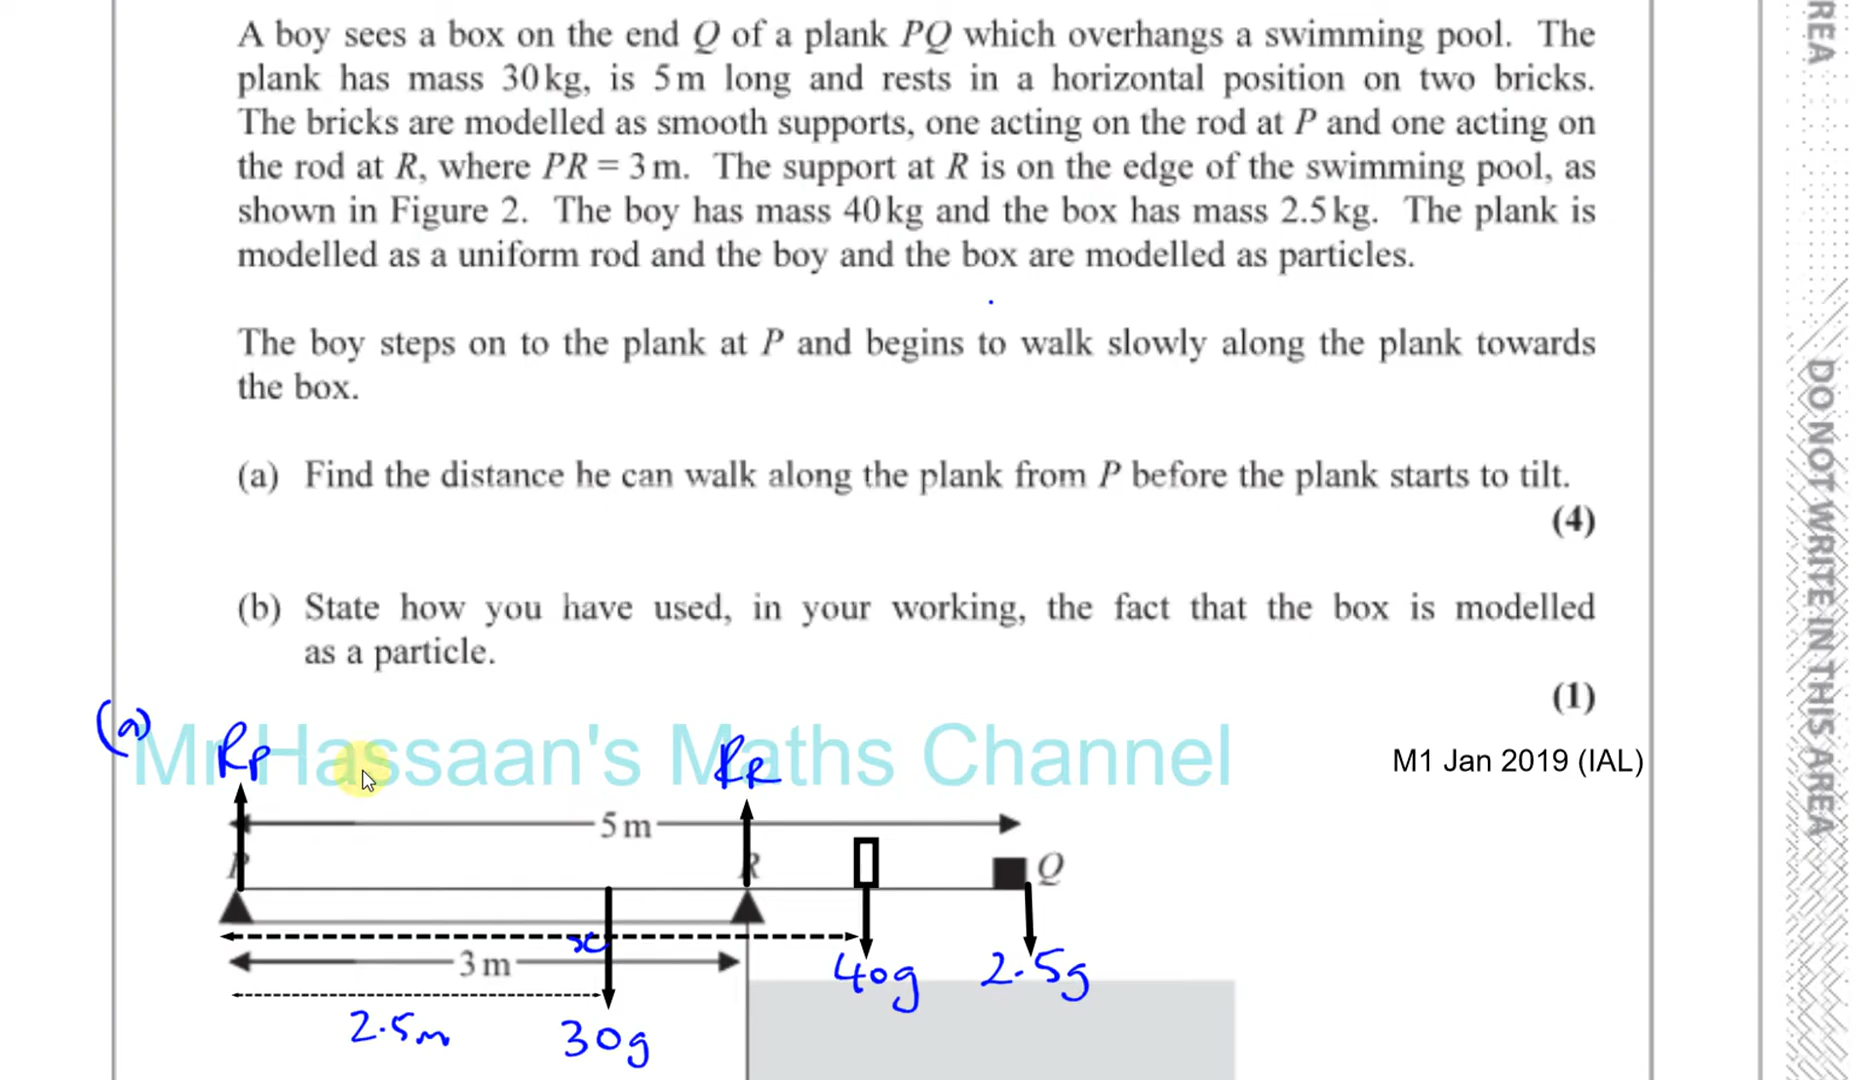 A boy sees a box on the end Q of a plank PQ which overhangs a swimming pool. The
plank has mass 30 kg, is 5 m long and rests in a horizontal position on two bricks.
The bricks are modelled as smooth supports, one acting on the rod at P and one acting on
the rod at R, where PR = 3 m. The support at R is on the edge of the swimming pool, as
shown in Figure 2. The boy has mass 40 kg and the box has mass 2.5 kg. The plank is
modelled as a uniform rod and the boy and the box are modelled as particles.
The boy steps on to the plank at P and begins to walk slowly along the plank towards
the box.
(a) Find the distance he can walk along the plank from P before the plank starts to tilt.
(4)
(b) State how you have used, in your working, the fact that the box is modelled
as a particle.
(1)
(a)
Mr Hassaan's Maths Channel
M1 Jan 2019 (IAL)
RP
RR
5 m
P
R
Q
x
3 m
40g
2.5g
2.5m
30g
REA
DO NOT WRITE IN THIS AREA